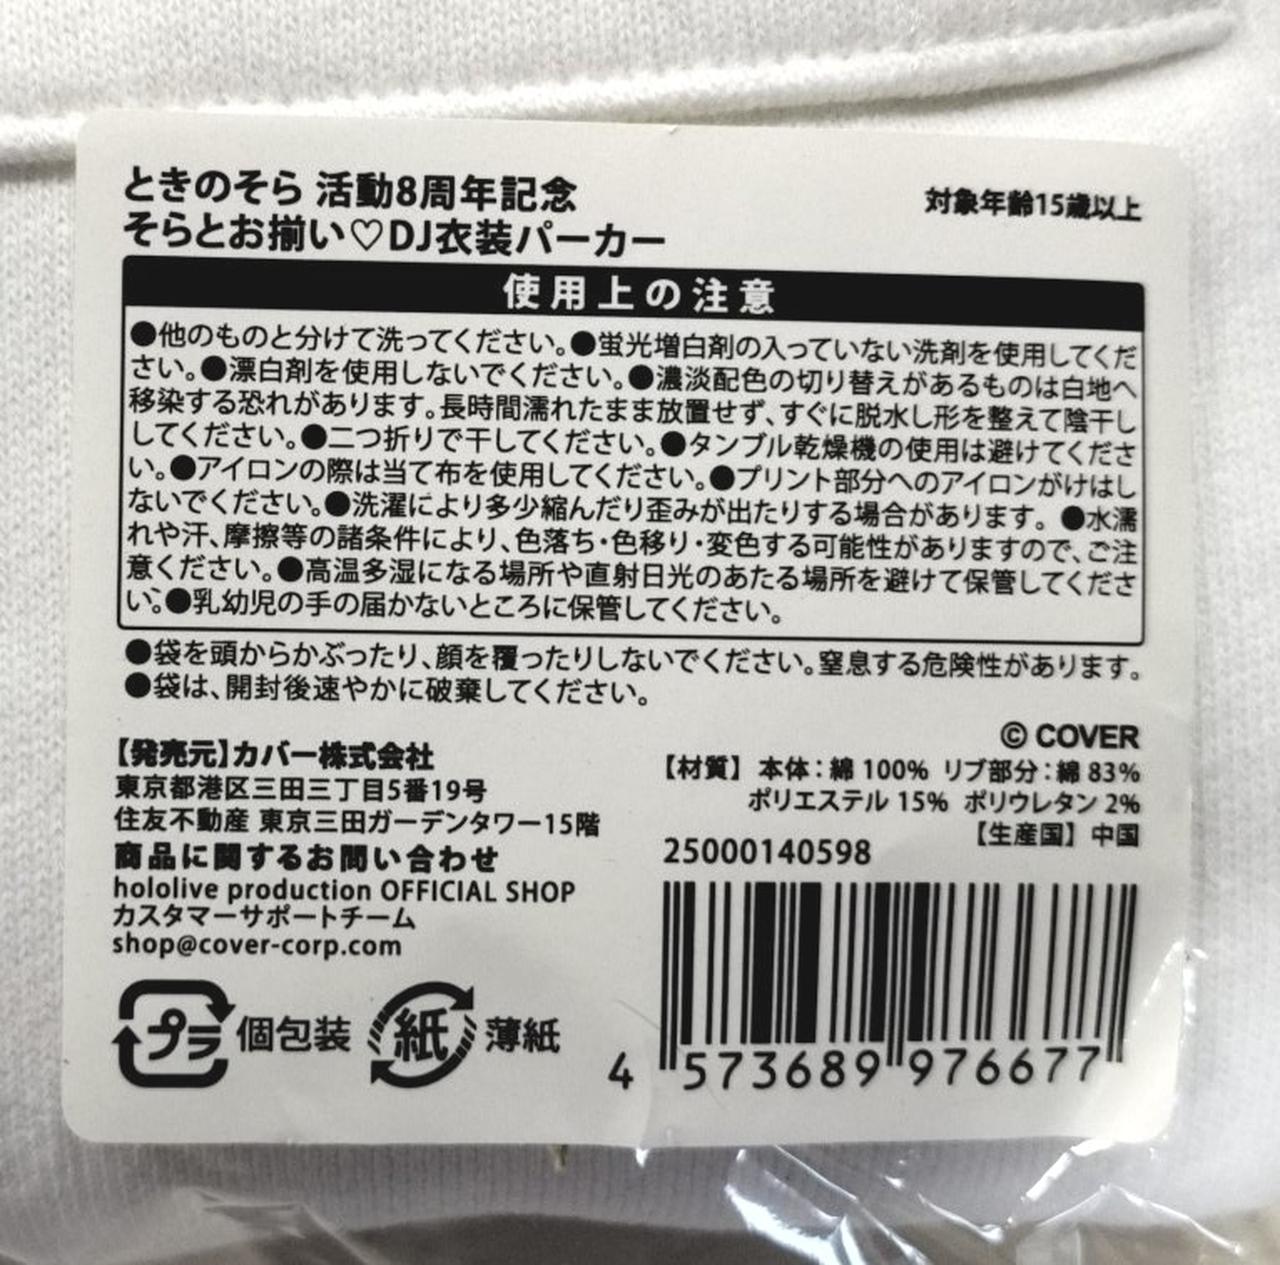 ときのそら 活動8周年記念
そらとお揃い♡DJ衣装パーカー
対象年齢15歳以上
使用上の注意
●他のものと分けて洗ってください。●蛍光増白剤の入っていない洗剤を使用してくだ
さい。●漂白剤を使用しないでください。●濃淡配色の切り替えがあるものは白地へ
移染する恐れがあります。長時間濡れたまま放置せず、すぐに脱水し形を整えて陰干し
してください。●二つ折りで干してください。●タンブル乾燥機の使用は避けてくださ
い。●アイロンの際は当て布を使用してください。●プリント部分へのアイロンがけはし
ないでください。●洗濯により多少縮んだり歪みが出たりする場合があります。●水濡
れや汗、摩擦等の諸条件により、色落ち・色移り・変色する可能性がありますので、ご注
意ください。●高温多湿になる場所や直射日光のあたる場所を避けて保管してくださ
い。●乳幼児の手の届かないところに保管してください。
●袋を頭からかぶったり、顔を覆ったりしないでください。窒息する危険性があります。
●袋は、開封後速やかに破棄してください。
【発売元】カバー株式会社
東京都港区三田三丁目5番19号
住友不動産 東京三田ガーデンタワー15階
商品に関するお問い合わせ
hololive production OFFICIAL SHOP
カスタマーサポートチーム
shop@cover-corp.com
プラ 個包装 紙 薄紙
© COVER
【材質】本体：綿 100% リブ部分：綿 83%
ポリエステル 15% ポリウレタン 2%
【生産国】中国
25000140598
4 573689 976677